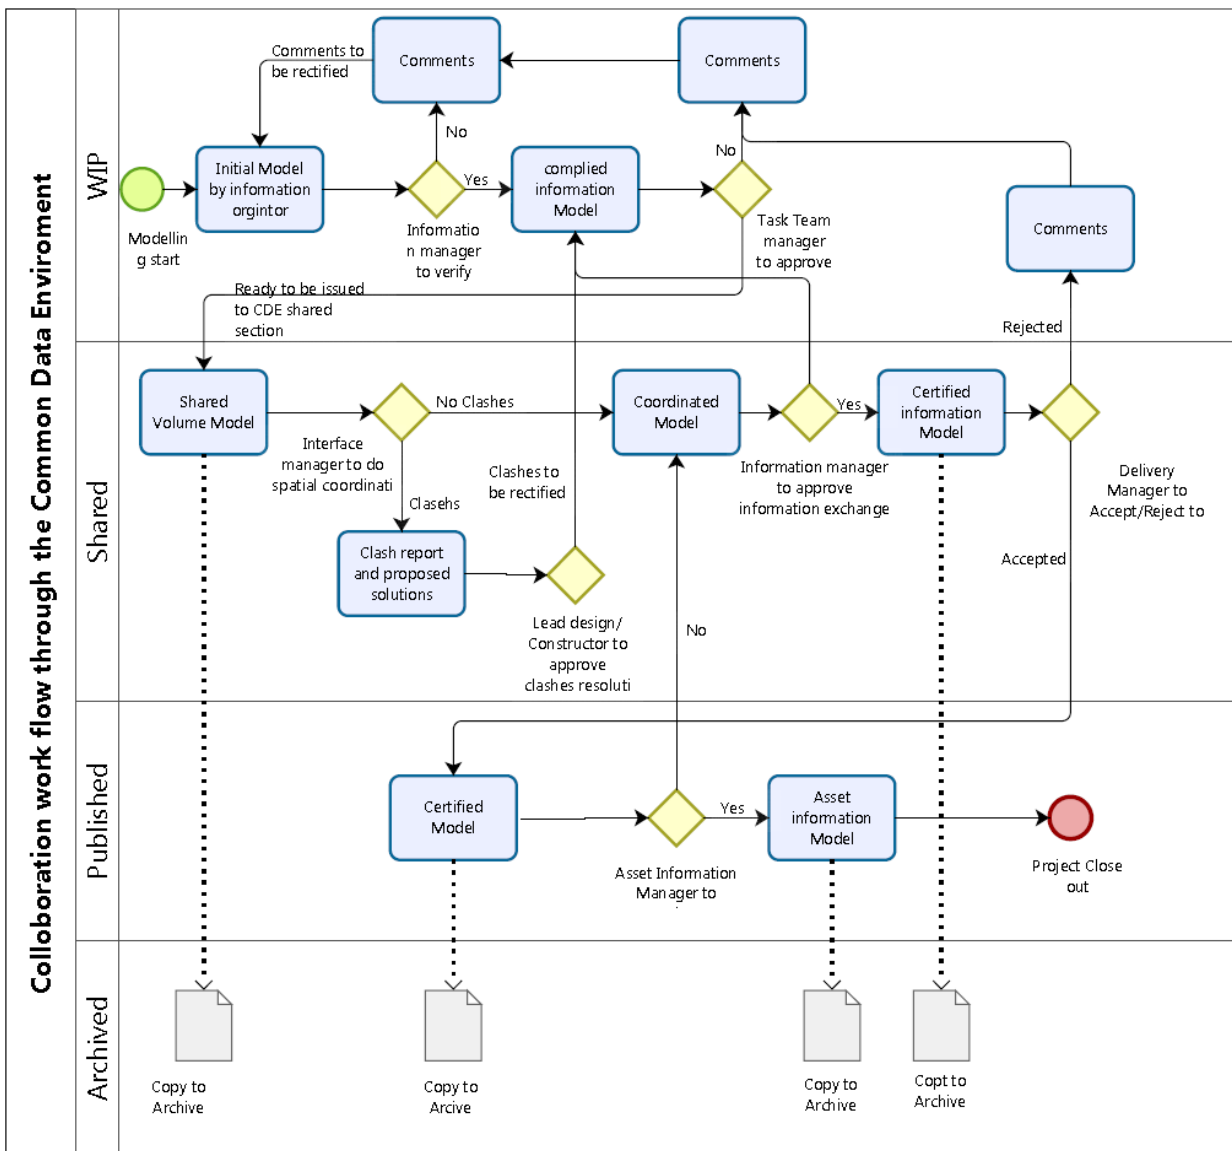 Colloboration work flow through the Common Data Enviroment
WIP
Comments to
be rectified
Comments
Comments
No
No
Initial Model
by information
orgintor
Yes
complied
information
Model
Modellin
g start
Informatio
n manager
to verify
Task Team
manager
to approve
Comments
Ready to be issued
to CDE shared
section
Rejected
Shared
Shared
Volume Model
No Clashes
Coordinated
Model
Yes
Certified
information
Model
Interface
manager to do
spatial coordinati
Clashes to
be rectified
Information manager
to approve
information exchange
Delivery
Manager to
Accept/Reject to
Clasehs
Accepted
Clash report
and proposed
solutions
Lead design/
Constructor to
approve
clashes resoluti
No
Published
Certified
Model
Yes
Asset
information
Model
Asset Information
Manager to
Project Close
out
Archived
Copy to
Archive
Copy to
Arcive
Copy to
Archive
Copt to
Archive